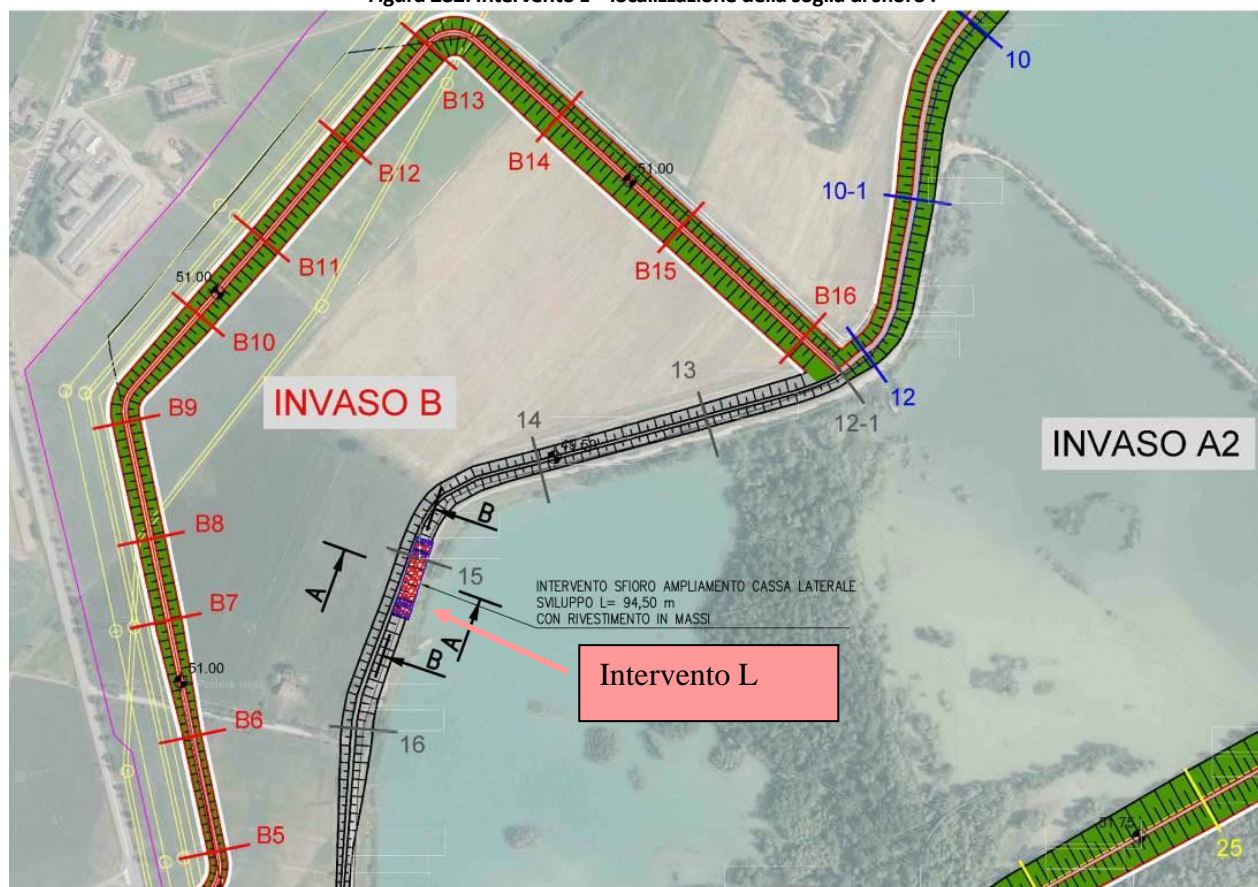 10
B13
B12
B14
51.00
10-1
B11
B15
51.00
B16
B10
13
INVASO B
12
B9
14
12-1
INVASO A2
B
B8
A
15
INTERVENTO SFIORO AMPLIAMENTO CASSA LATERALE
SVILUPPO L= 94,50 m
CON RIVESTIMENTO IN MASSI
B7
A
B
Intervento L
51.00
B6
16
51.75
B5
25